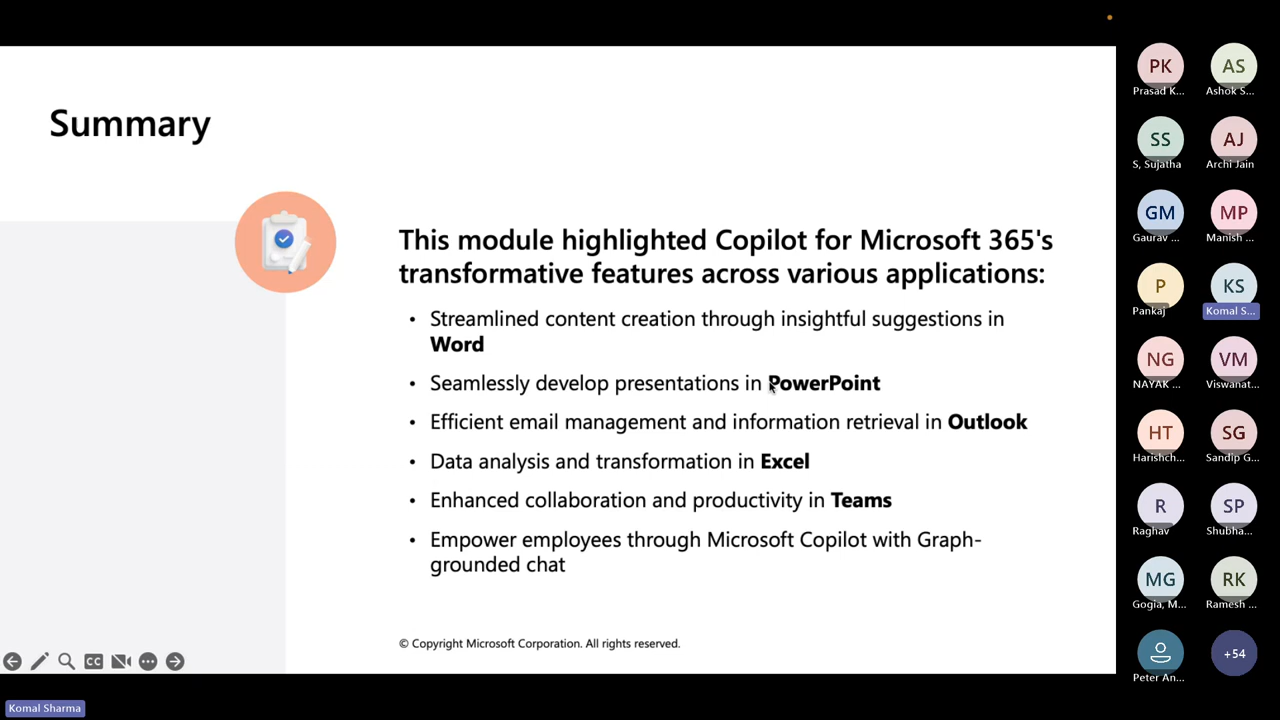 Summary
This module highlighted Copilot for Microsoft 365's
transformative features across various applications:
• Streamlined content creation through insightful suggestions in
Word
• Seamlessly develop presentations in PowerPoint
• Efficient email management and information retrieval in Outlook
• Data analysis and transformation in Excel
• Enhanced collaboration and productivity in Teams
• Empower employees through Microsoft Copilot with Graph-
grounded chat
© Copyright Microsoft Corporation. All rights reserved.
CC
Komal Sharma
PK AS
Prasad K... Ashok S...
SS AJ
S, Sujatha Archi Jain
GM MP
Gaurav ... Manish ...
P KS
Pankaj Komal S...
NG VM
NAYAK ... Viswanat...
HT SG
Harishch... Sandip G...
R SP
Raghav Shubha...
MG RK
Gogia, M... Ramesh ...
+54
Peter An...